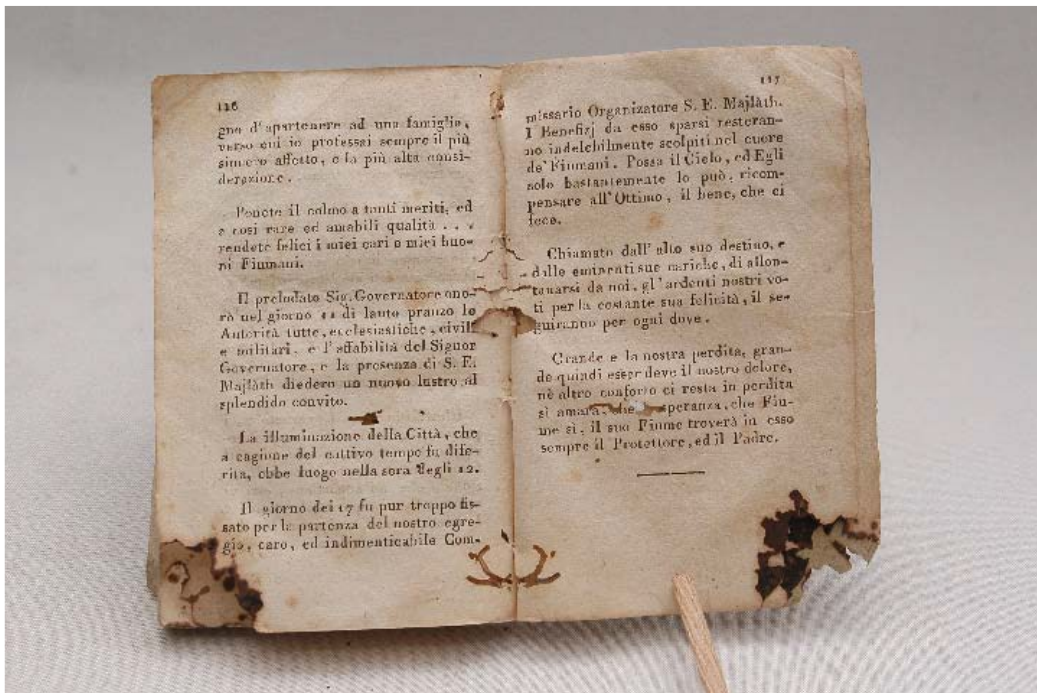 126
gno d'apartenere ad una famiglia,
verso cui io professai sempre il più
sincero affetto, e la più alta consi-
derazione.
Ponete il colmo a tanti meriti, ed
a così rare ed amabili qualità . . .
rendete felici i miei cari e miei buo-
ni Fiumani.
Il prelodato Sig. Governatore ono-
rò nel giorno 12 di lauto pranzo le
Autorità tutte, ecclesiastiche, civili
e militari, e l'affabilità del Signor
Governatore, e la presenza di S. E.
Majlàth diedero un nuovo lustro al
splendido convito.
La illuminazione della Città, che
a cagione del cattivo tempo fu dife-
rita, ebbe luogo nella sera degli 12.
Il giorno dei 17 fu pur troppo fis-
sato per la partenza del nostro egre-
gio, caro, ed indimenticabile Com-
127
missario Organizatore S. E. Majlàth.
I Benefizj da esso sparsi resteran-
no indelebilmente scolpiti nel cuore
de' Fiumani. Possa il Cielo, ed Egli
solo bastantemente lo può, ricom-
pensare all'Ottimo, il bene, che ci
fece.
Chiamato dall'alto suo destino, e
dalle eminenti sue cariche, di allon-
tanarsi da noi, gl'ardenti nostri vo-
ti per la costante sua felicità, il se-
guiranno per ogni dove.
Grande e la nostra perdita, gran-
de quindi esser deve il nostro dolore,
nè altro conforto ci resta in perdita
sì amara, che speranza, che Fiu-
me sì, il suo Fiume troverà in esso
sempre il Protettore, ed il Padre.